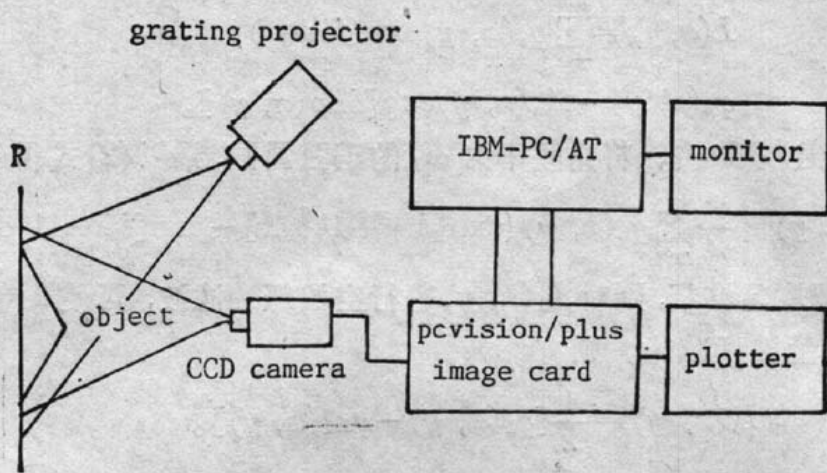 grating projector
R
IBM-PC/AT
monitor
object
CCD camera
pcvision/plus
image card
plotter